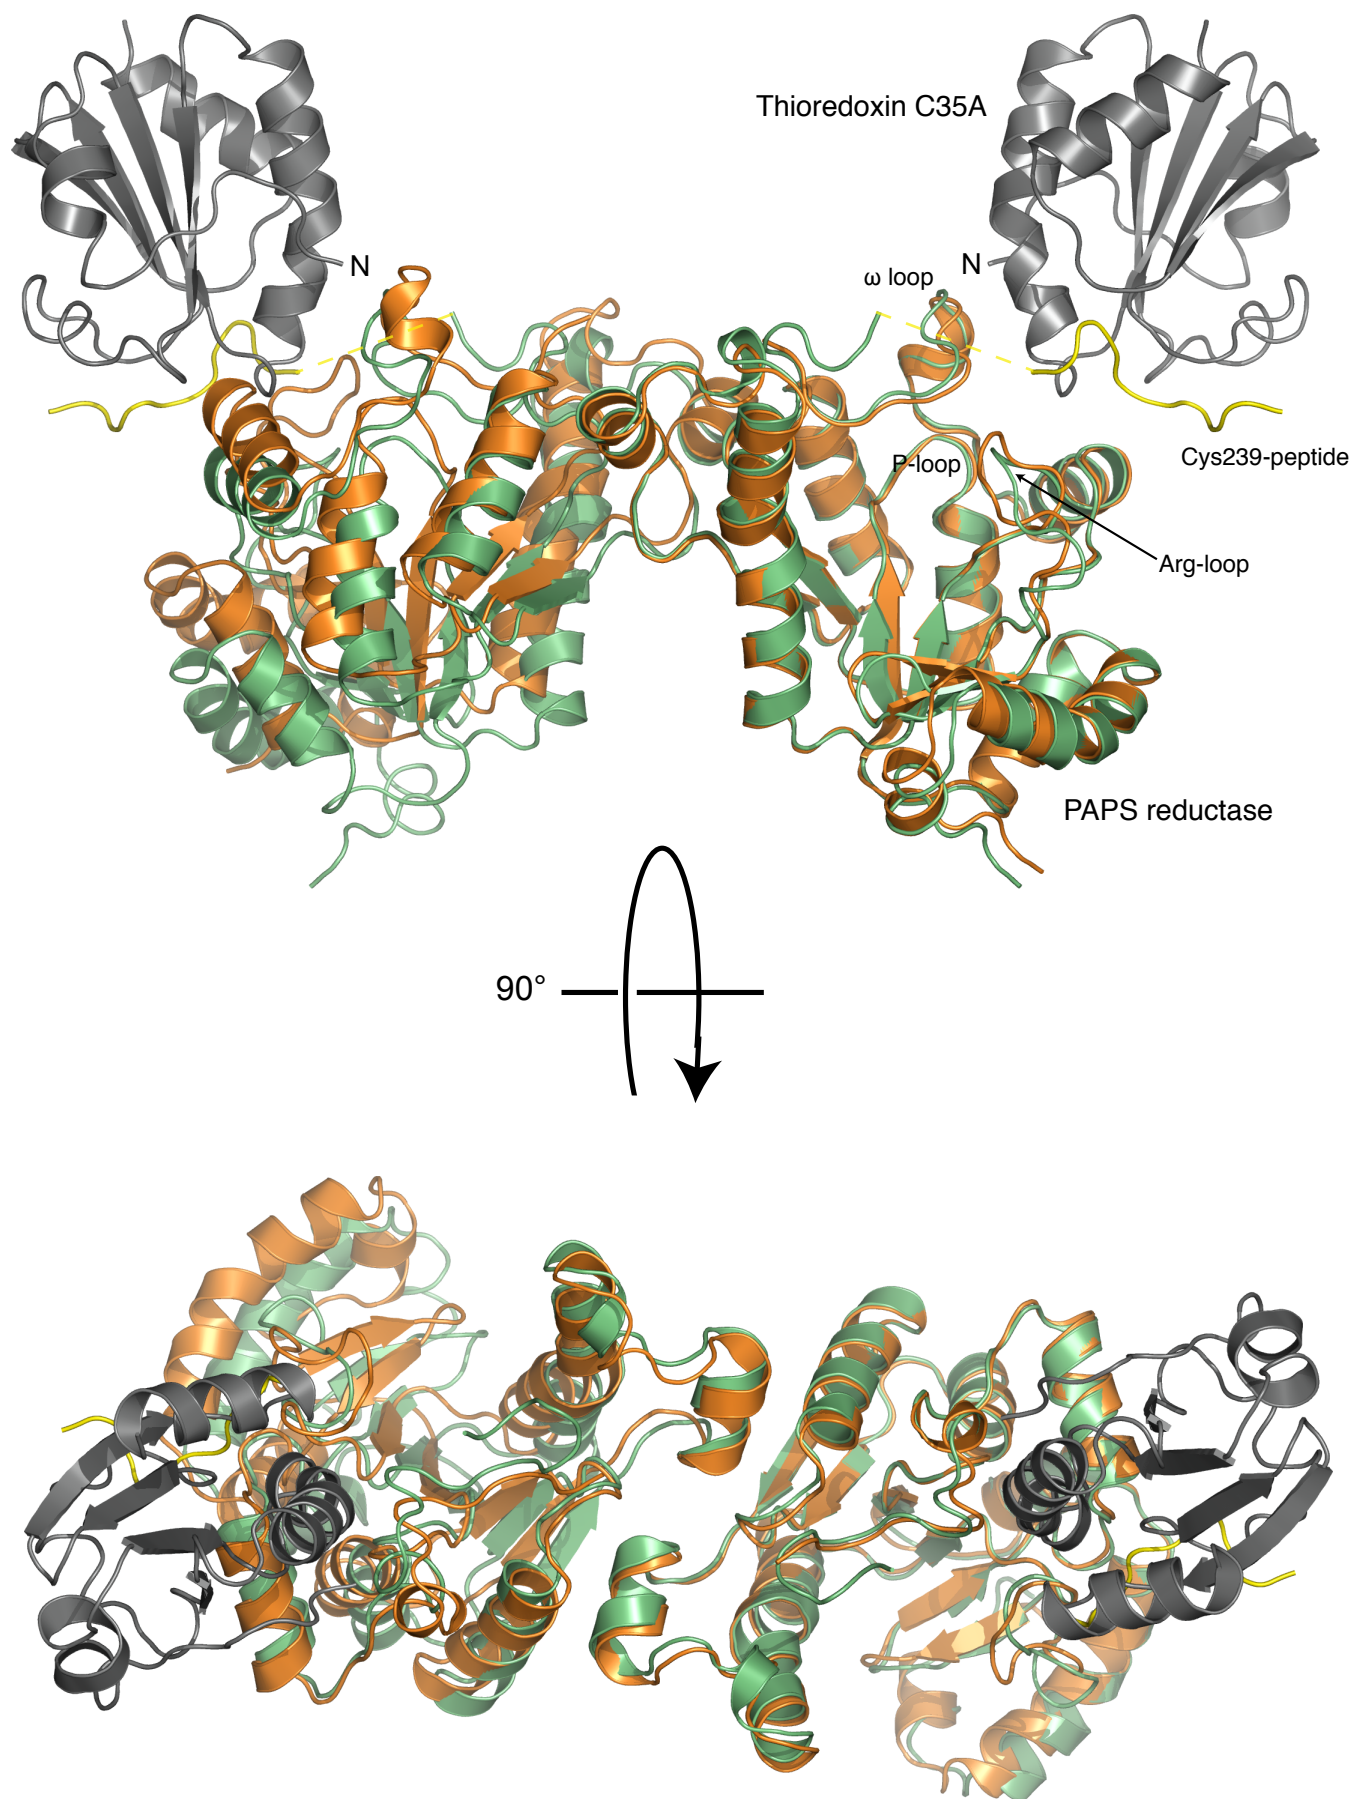 Thioredoxin C35A
N
ω loop
N
Cys239-peptide
P-loop
Arg-loop
PAPS reductase
90°